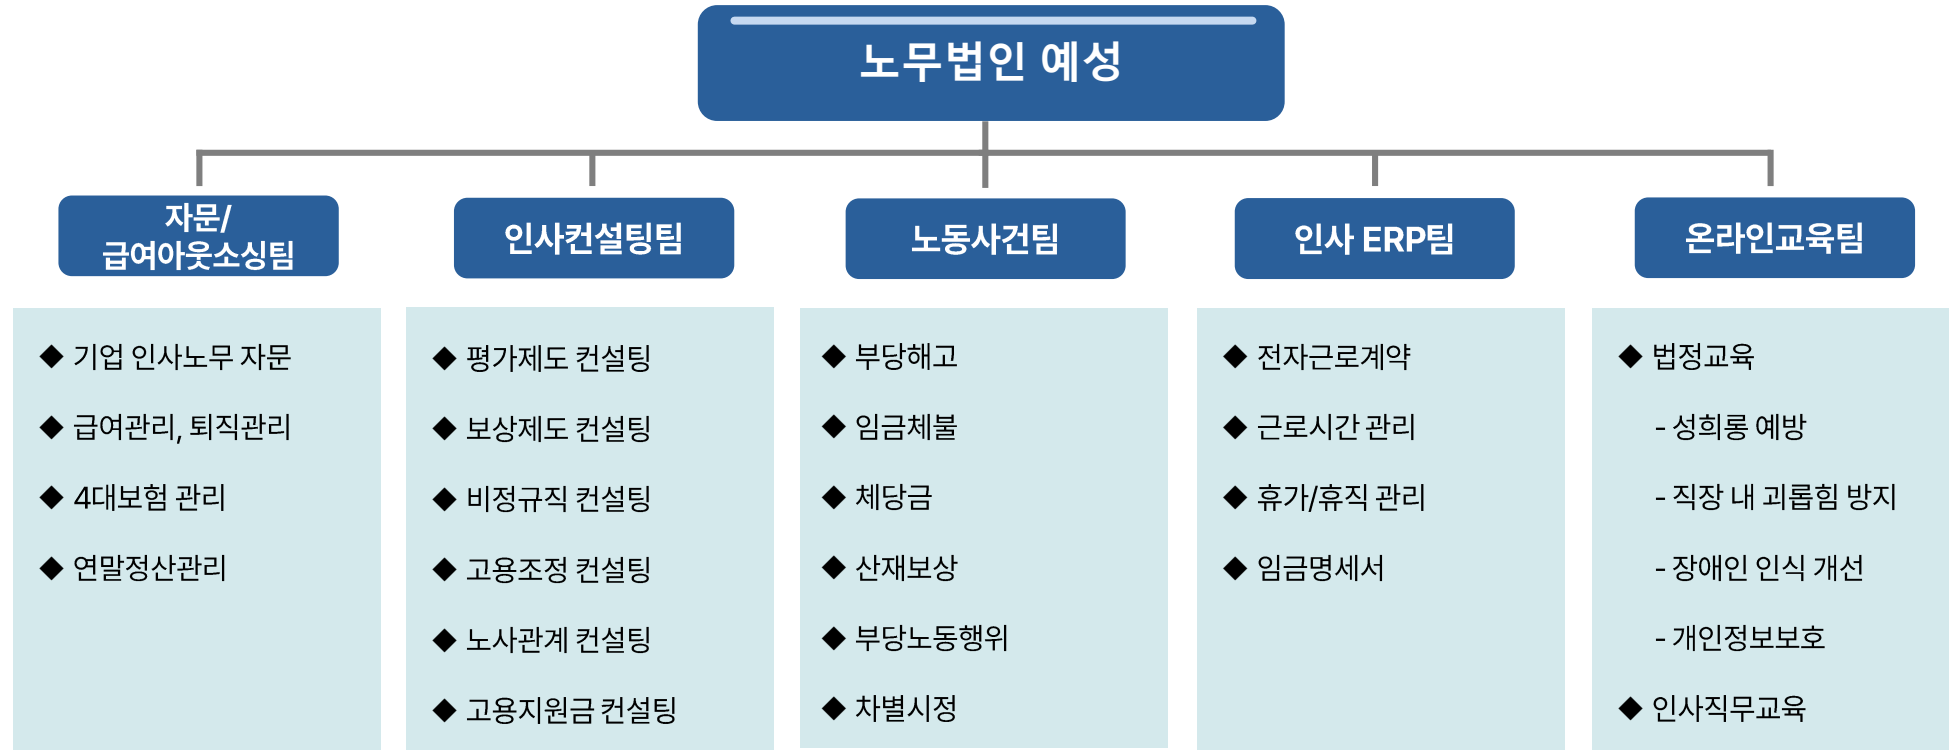 노무법인 예성
자문/
급여아웃소싱팀
◆ 기업 인사노무 자문
◆ 급여관리, 퇴직관리
◆ 4대보험 관리
◆ 연말정산관리
인사컨설팅팀
◆ 평가제도 컨설팅
◆ 보상제도 컨설팅
◆ 비정규직 컨설팅
◆ 고용조정 컨설팅
◆ 노사관계 컨설팅
◆ 고용지원금 컨설팅
노동사건팀
◆ 부당해고
◆ 임금체불
◆ 체당금
◆ 산재보상
◆ 부당노동행위
◆ 차별시정
인사 ERP팀
◆ 전자근로계약
◆ 근로시간 관리
◆ 휴가/휴직 관리
◆ 임금명세서
온라인교육팀
◆ 법정교육
- 성희롱 예방
- 직장 내 괴롭힘 방지
- 장애인 인식 개선
- 개인정보보호
◆ 인사직무교육